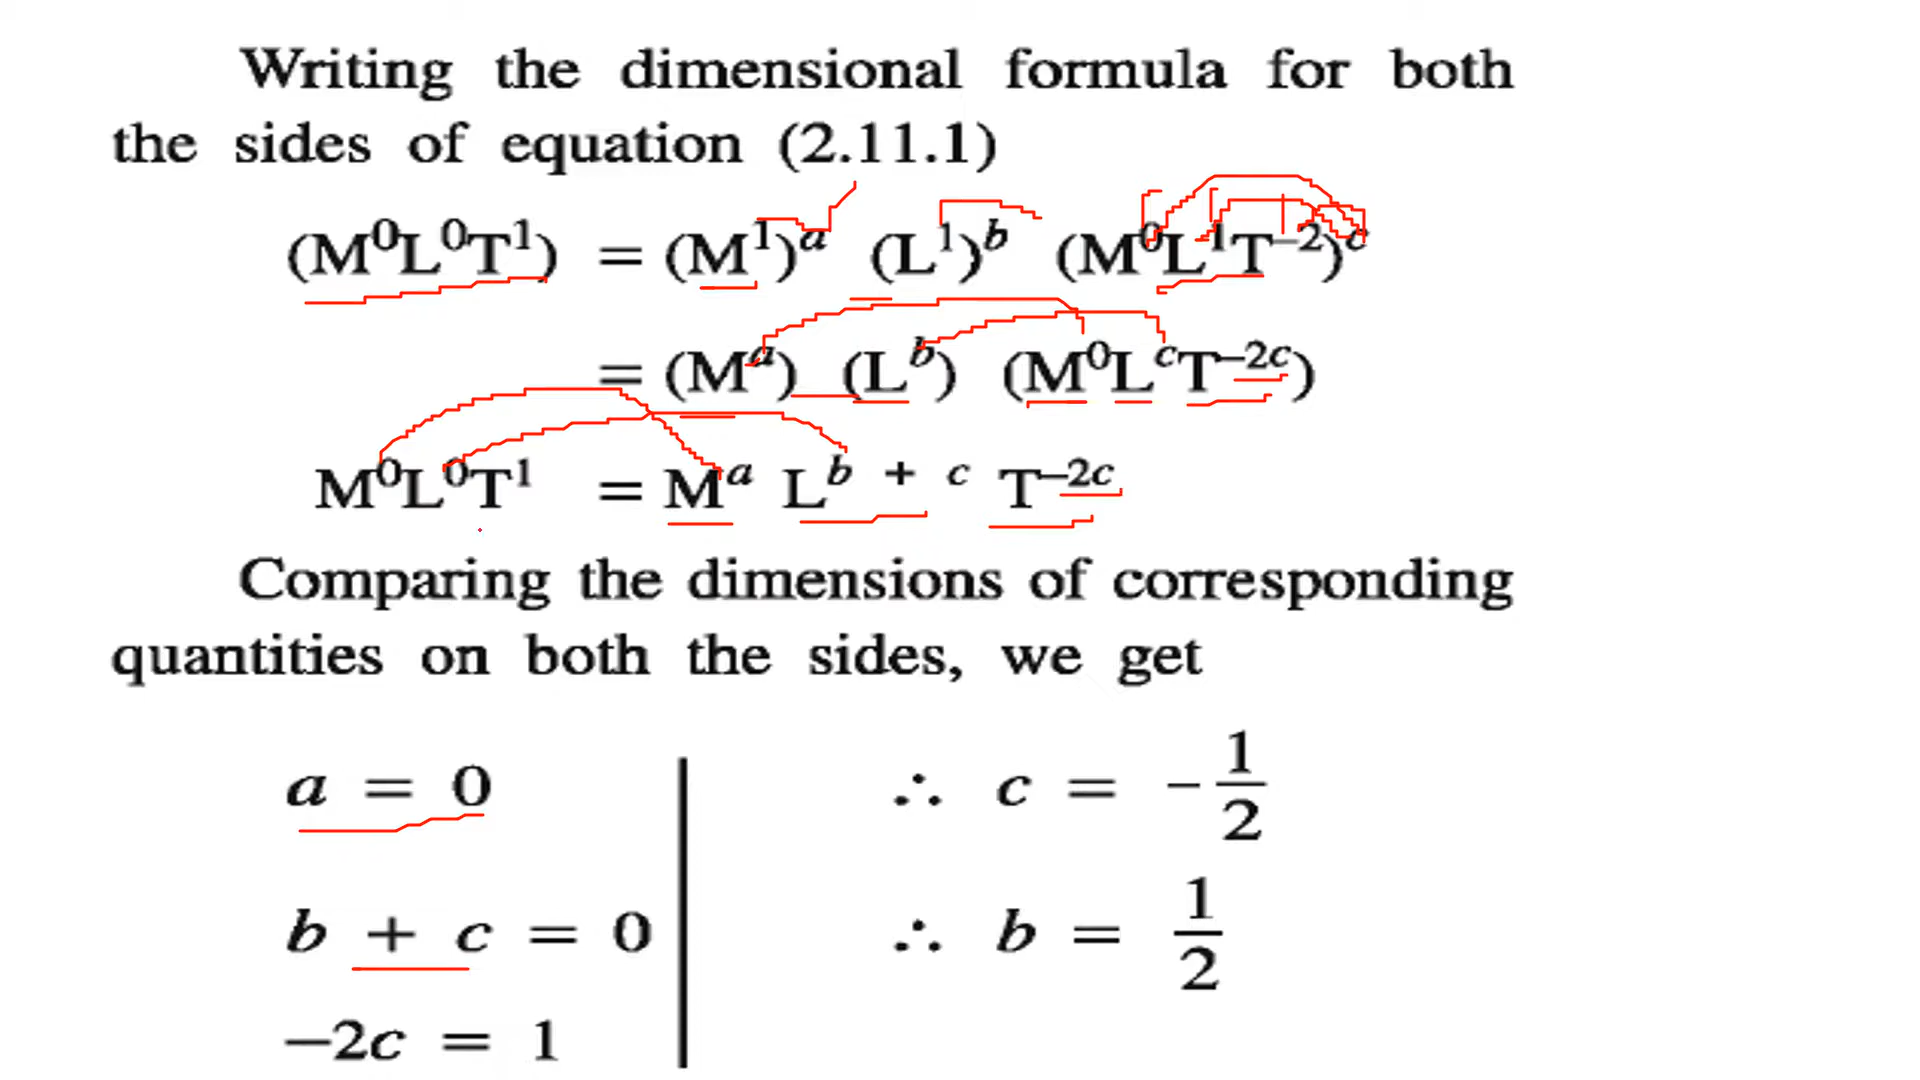 Writing the dimensional formula for both
the sides of equation (2.11.1)
(M⁰L⁰T¹) = (M¹)ᵃ (L¹)ᵇ (M⁰L¹T⁻²)ᶜ
= (Mᵃ) (Lᵇ) (M⁰LᶜT⁻²ᶜ)
M⁰L⁰T¹ = Mᵃ Lᵇ ⁺ ᶜ T⁻²ᶜ
Comparing the dimensions of corresponding
quantities on both the sides, we get
a = 0
b + c = 0
−2c = 1
∴ c = -1/2
∴ b = 1/2